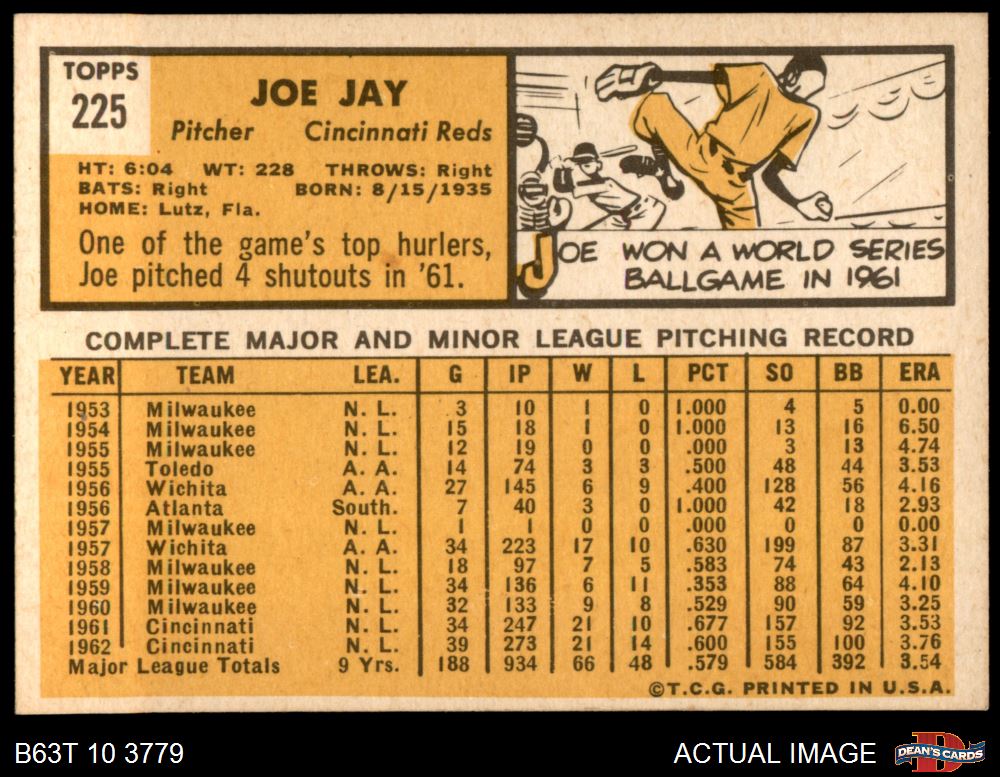 TOPPS
225
JOE JAY
Pitcher Cincinnati Reds
HT: 6:04 WT: 228 THROWS: Right
BATS: Right BORN: 8/15/1935
HOME: Lutz, Fla.
One of the game's top hurlers,
Joe pitched 4 shutouts in '61.
JOE WON A WORLD SERIES
BALLGAME IN 1961
COMPLETE MAJOR AND MINOR LEAGUE PITCHING RECORD
YEAR TEAM LEA. G IP W L PCT SO BB ERA
1953 Milwaukee N. L. 3 10 1 0 1.000 4 5 0.00
1954 Milwaukee N. L. 15 18 1 0 1.000 13 16 6.50
1955 Milwaukee N. L. 12 19 0 0 .000 3 13 4.74
1955 Toledo A. A. 14 74 3 3 .500 48 44 3.53
1956 Wichita A. A. 27 145 6 9 .400 128 56 4.16
1956 Atlanta South. 7 40 3 0 1.000 42 18 2.93
1957 Milwaukee N. L. 1 1 0 0 .000 0 0 0.00
1957 Wichita A. A. 34 223 17 10 .630 199 87 3.31
1958 Milwaukee N. L. 18 97 7 5 .583 74 43 2.13
1959 Milwaukee N. L. 34 136 6 11 .353 88 64 4.10
1960 Milwaukee N. L. 32 133 9 8 .529 90 59 3.25
1961 Cincinnati N. L. 34 247 21 10 .677 157 92 3.53
1962 Cincinnati N. L. 39 273 21 14 .600 155 100 3.76
Major League Totals 9 Yrs. 188 934 66 48 .579 584 392 3.54
©T.C.G. PRINTED IN U.S.A.
B63T 10 3779 ACTUAL IMAGE DEAN'S CARDS